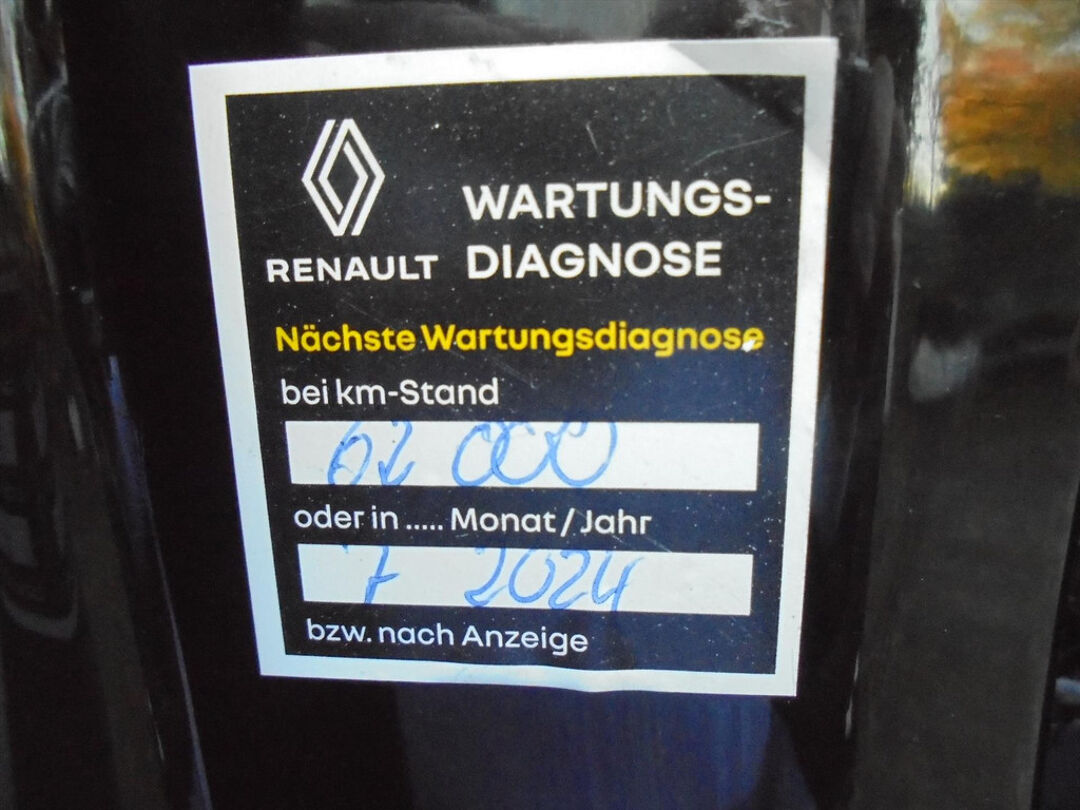 WARTUNGS-
DIAGNOSE
RENAULT
Nächste Wartungsdiagnose
bei km-Stand
62 000
oder in ..... Monat / Jahr
7 2024
bzw. nach Anzeige